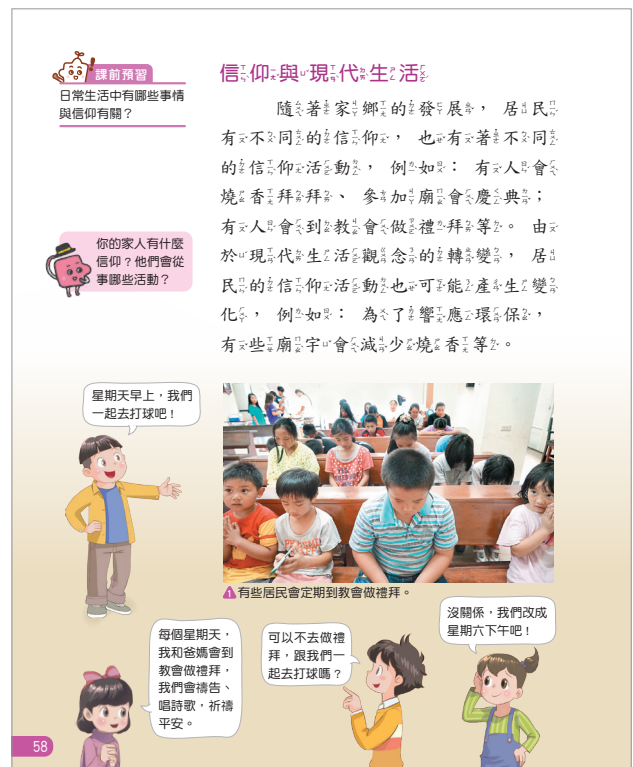 課前預習
日常生活中有哪些事情
與信仰有關？
信仰與現代生活
隨著家鄉的發展，居民
有不同的信仰，也有著不同
的信仰活動，例如：有人會
燒香拜拜、參加廟會慶典；
有人會到教會做禮拜等。由
於現代生活觀念的轉變，居
民的信仰活動也可能產生變
化，例如：為了響應環保，
有些廟宇會減少燒香等。
你的家人有什麼
信仰？他們會從
事哪些活動？
星期天早上，我們
一起去打球吧！
1 有些居民會定期到教會做禮拜。
每個星期天，
我和爸媽會到
教會做禮拜，
我們會禱告、
唱詩歌，祈禱
平安。
可以不去做禮
拜，跟我們一
起去打球嗎？
沒關係，我們改成
星期六下午吧！
58